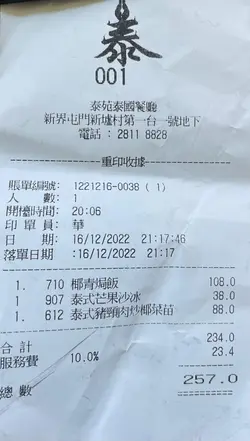 泰
001
泰苑泰國餐廳
新界屯門新墟村第一台一號地下
電話 : 2811 8828
重印收據
賬單編號: 1221216-0038 ( 1)
人 數: 1
開檯時間: 20:06
印 單 員: 華
日 期: 16/12/2022 21:17:46
落單日期 :16/12/2022 21:17
1. 710 椰青焗飯 108.0
1 907 泰式芒果沙冰 38.0
1. 612 泰式豬頸肉炒椰菜苗 88.0
合 計 234.0
服務費 10.0% 23.4
總 數 257.0